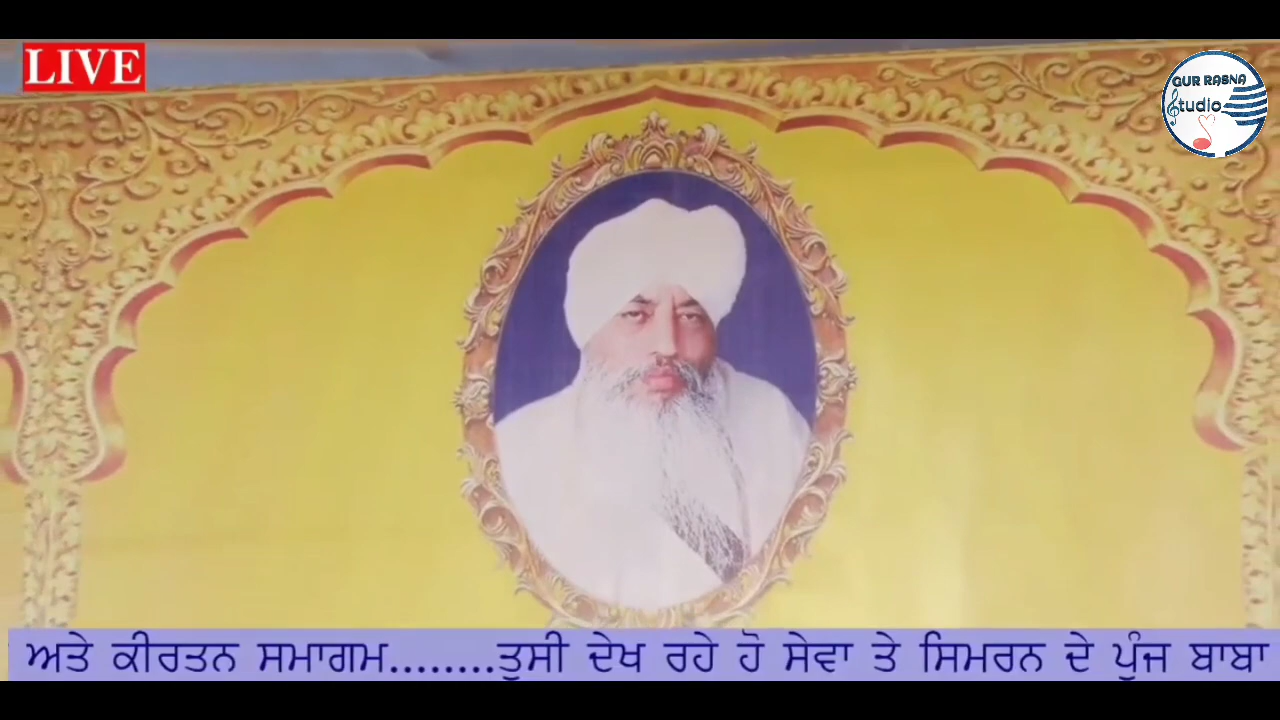 LIVE
GUR RASNA
Studio
ਅਤੇ ਕੀਰਤਨ ਸਮਾਗਮ........ਤੁਸੀ ਦੇਖ ਰਹੇ ਹੋ ਸੇਵਾ ਤੇ ਸਿਮਰਨ ਦੇ ਪੁੰਜ ਬਾਬਾ